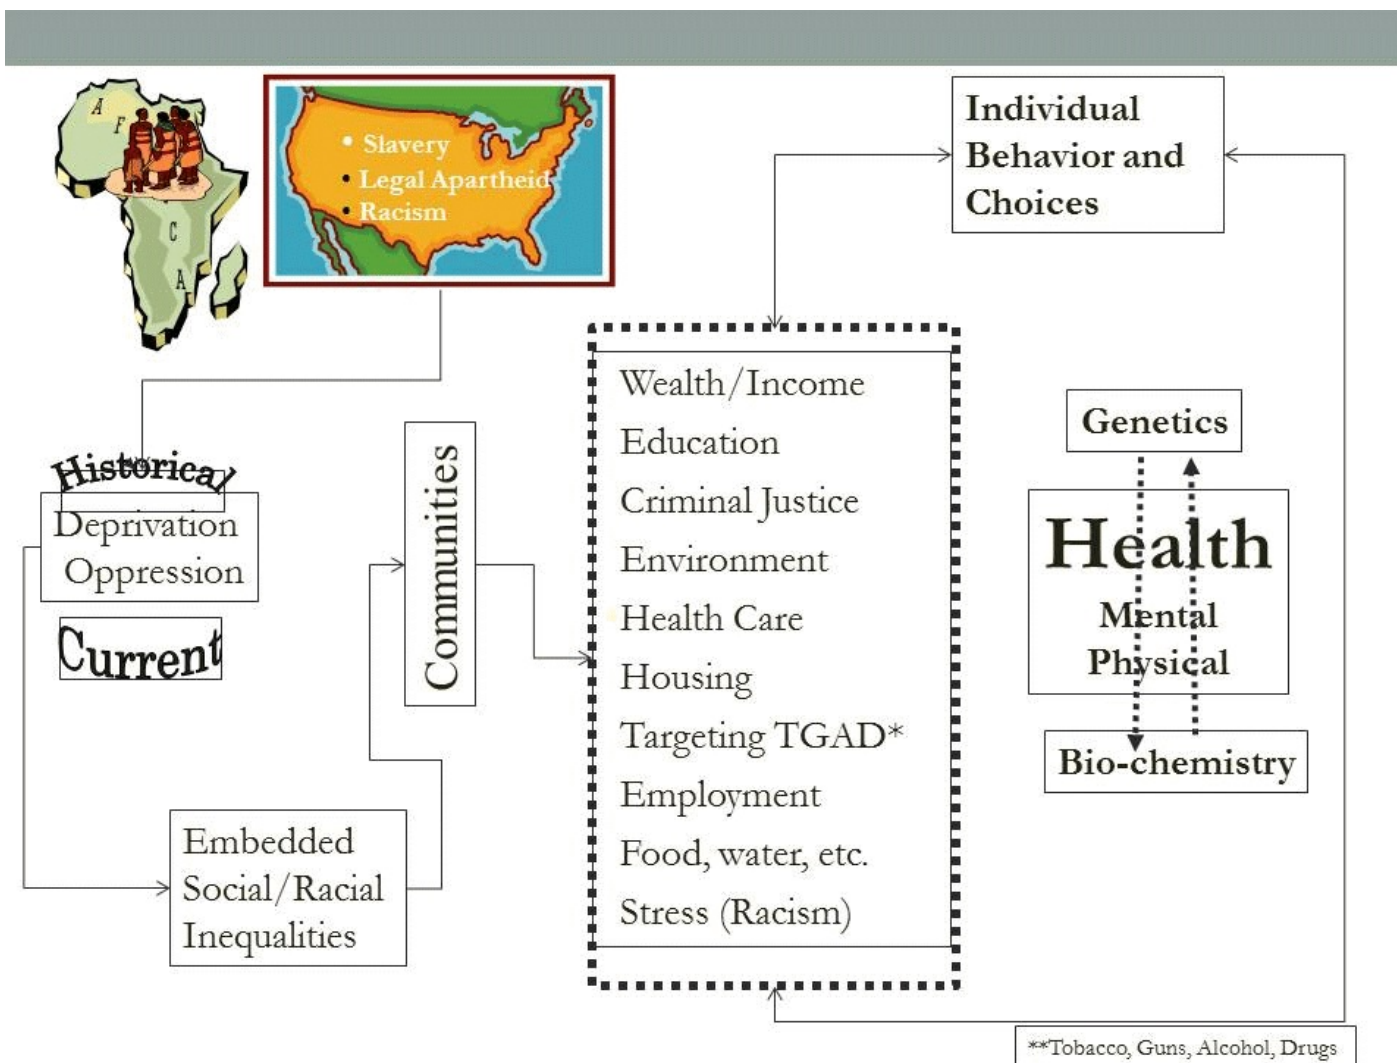 A
F
C
A
• Slavery
• Legal Apartheid
• Racism
Individual
Behavior and
Choices
Historical
Deprivation
Oppression
Current
Embedded
Social/Racial
Inequalities
Communities
Wealth/Income
Education
Criminal Justice
Environment
Health Care
Housing
Targeting TGAD*
Employment
Food, water, etc.
Stress (Racism)
Genetics
Health
Mental
Physical
Bio-chemistry
**Tobacco, Guns, Alcohol, Drugs